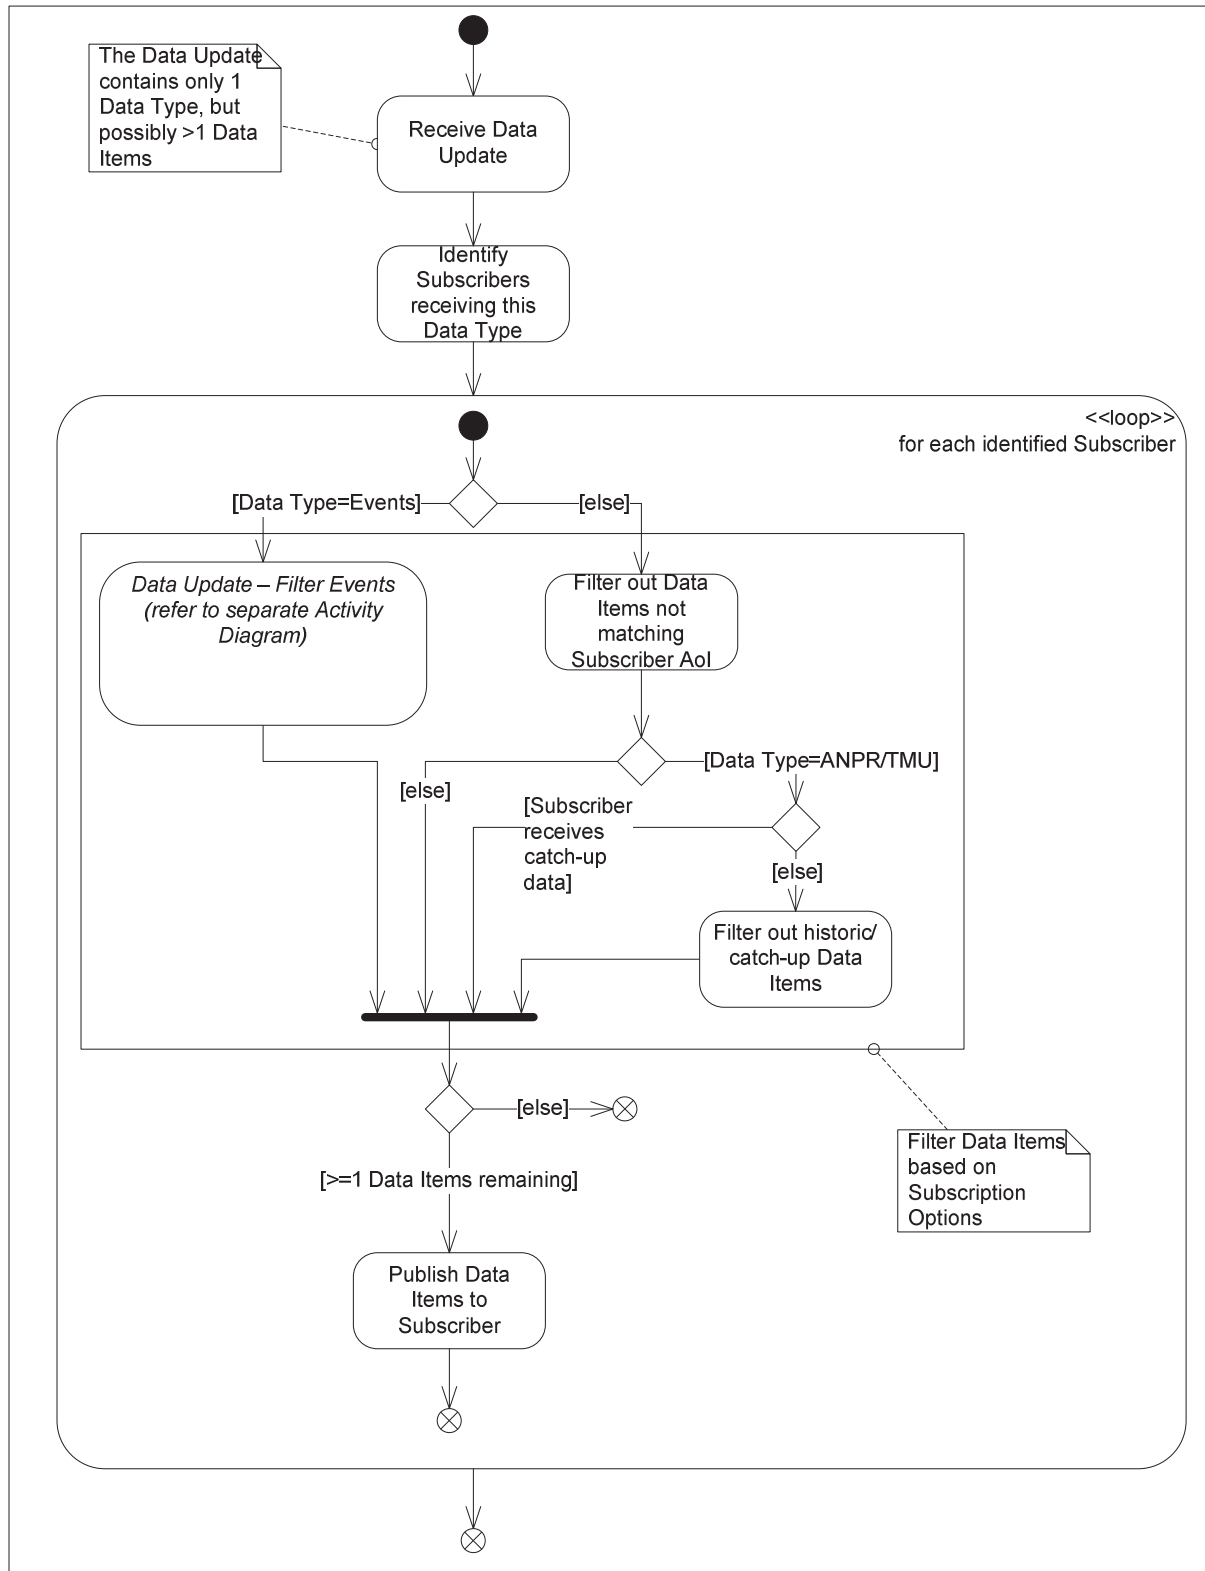 The Data Update
contains only 1
Data Type, but
possibly >1 Data
Items
Receive Data
Update
Identify
Subscribers
receiving this
Data Type
<<loop>>
for each identified Subscriber
[Data Type=Events]
[else]
Data Update – Filter Events
(refer to separate Activity
Diagram)
Filter out Data
Items not
matching
Subscriber AoI
[else]
[Data Type=ANPR/TMU]
[Subscriber
receives
catch-up
data]
[else]
Filter out historic/
catch-up Data
Items
[else]
[>=1 Data Items remaining]
Filter Data Items
based on
Subscription
Options
Publish Data
Items to
Subscriber